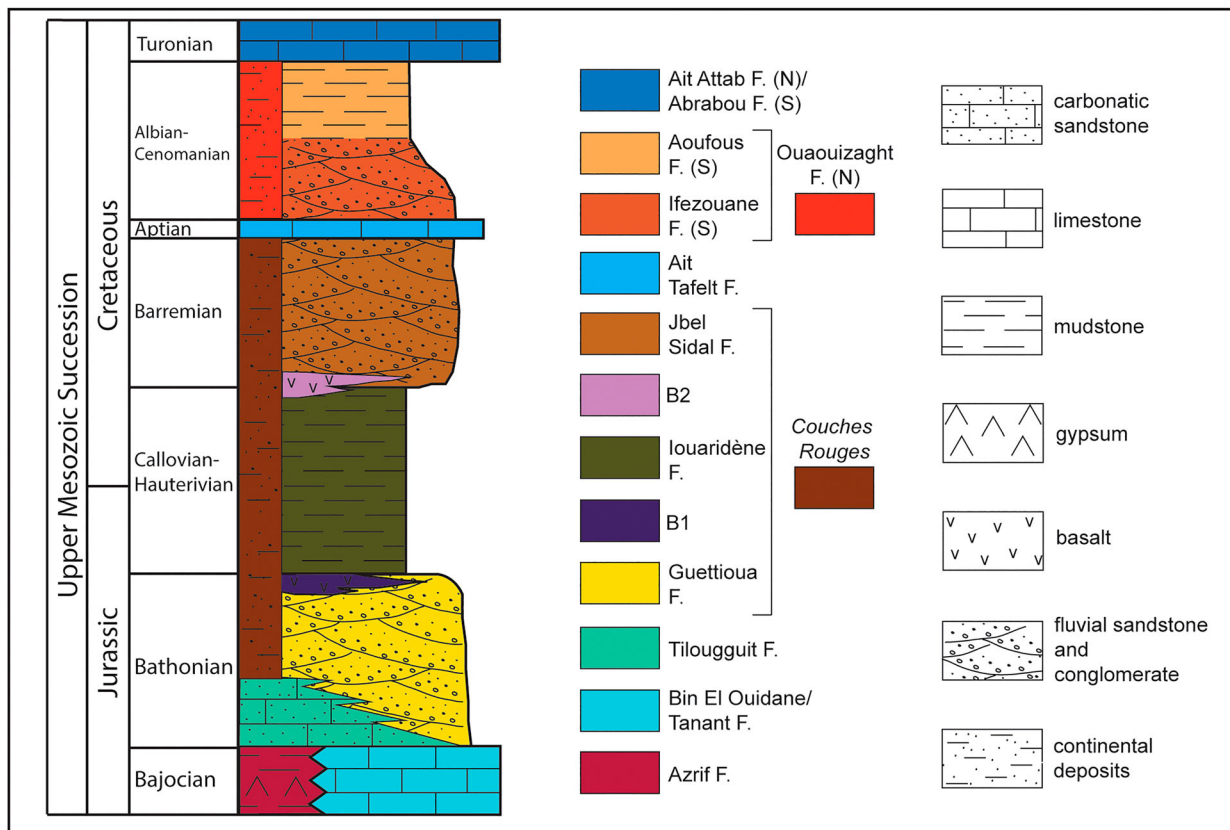 Upper Mesozoic Succession
Cretaceous
Jurassic
Turonian
Albian-
Cenomanian
Aptian
Barremian
Callovian-
Hauterivian
Bathonian
Bajocian
Ait Attab F. (N)/
Abrabou F. (S)
Aoufous
F. (S)
Ifezouane
F. (S)
Ouaouizaght
F. (N)
Ait
Tafelt F.
Jbel
Sidal F.
B2
Iouaridène
F.
B1
Guettioua
F.
Couches
Rouges
Tilougguit F.
Bin El Ouidane/
Tanant F.
Azrif F.
carbonatic
sandstone
limestone
mudstone
gypsum
basalt
fluvial sandstone
and
conglomerate
continental
deposits